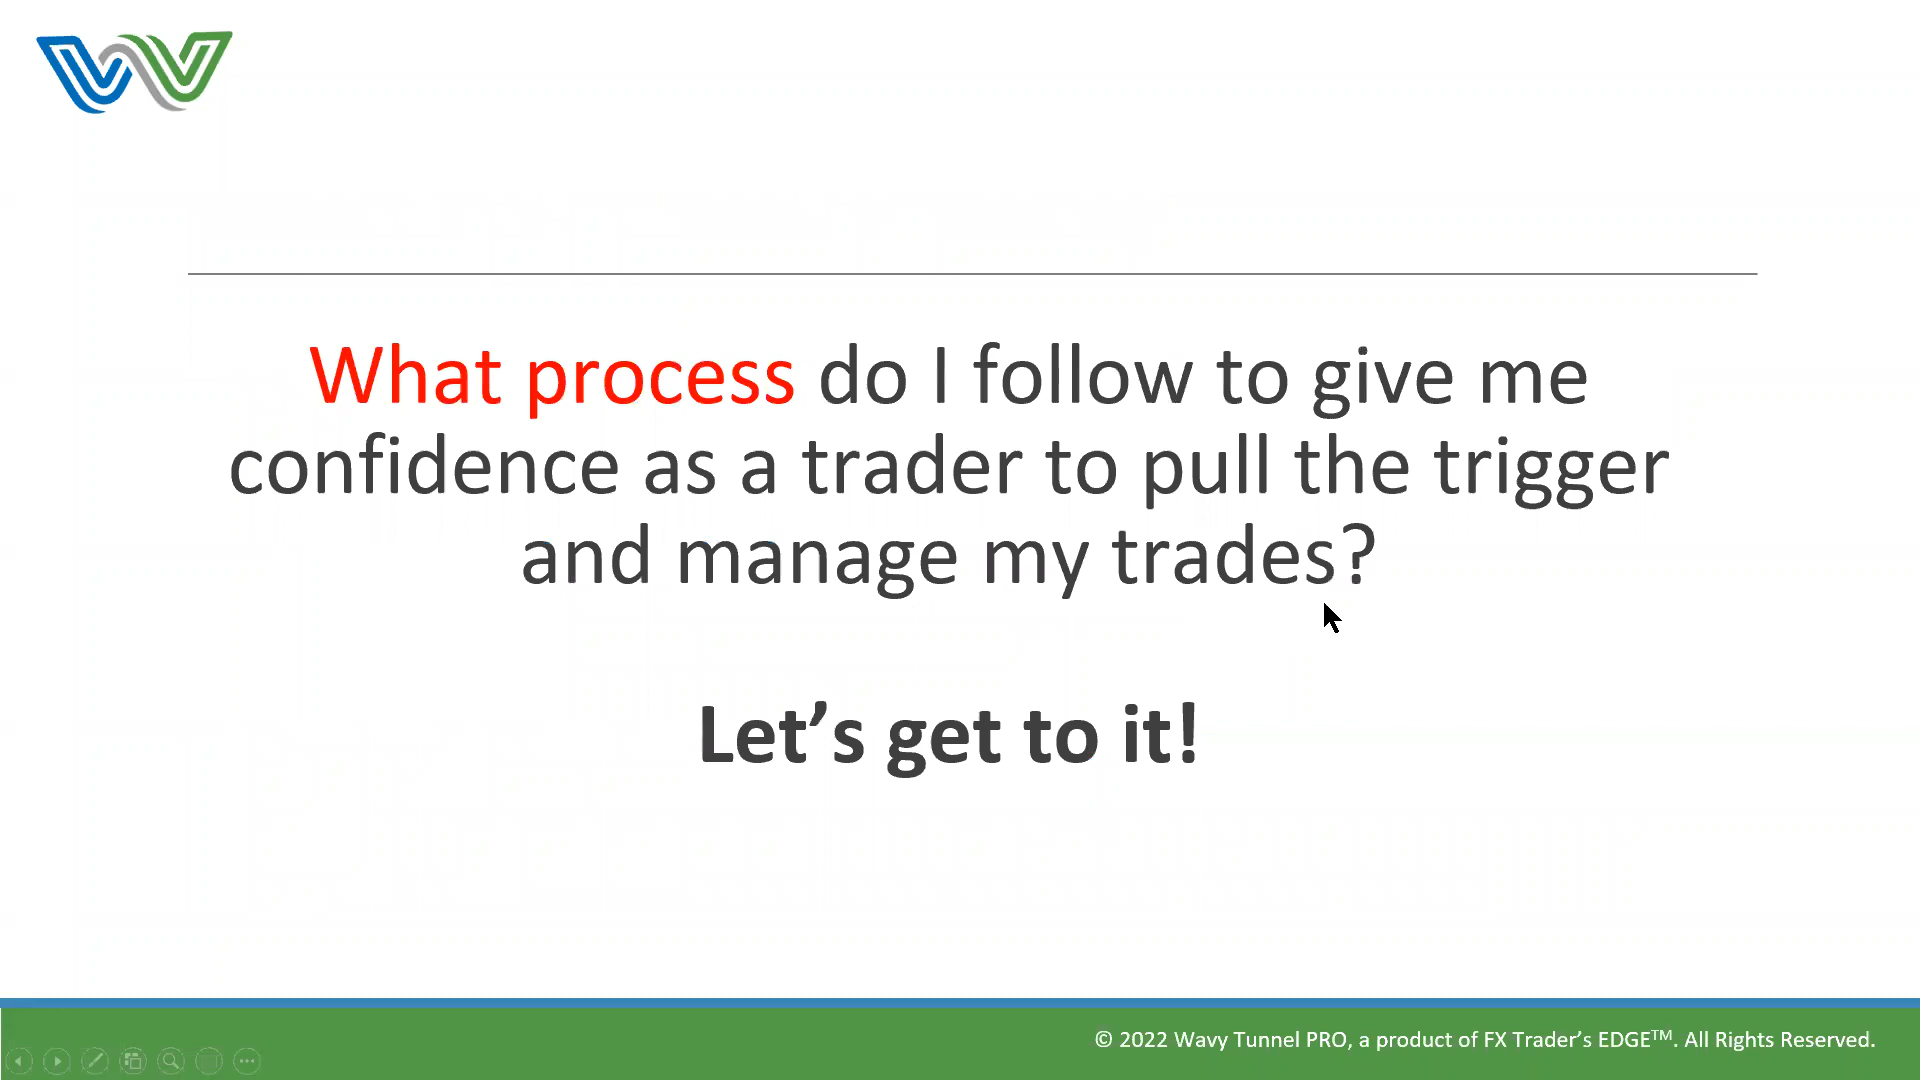 What process do I follow to give me
confidence as a trader to pull the trigger
and manage my trades?
Let’s get to it!
© 2022 Wavy Tunnel PRO, a product of FX Trader’s EDGE™. All Rights Reserved.